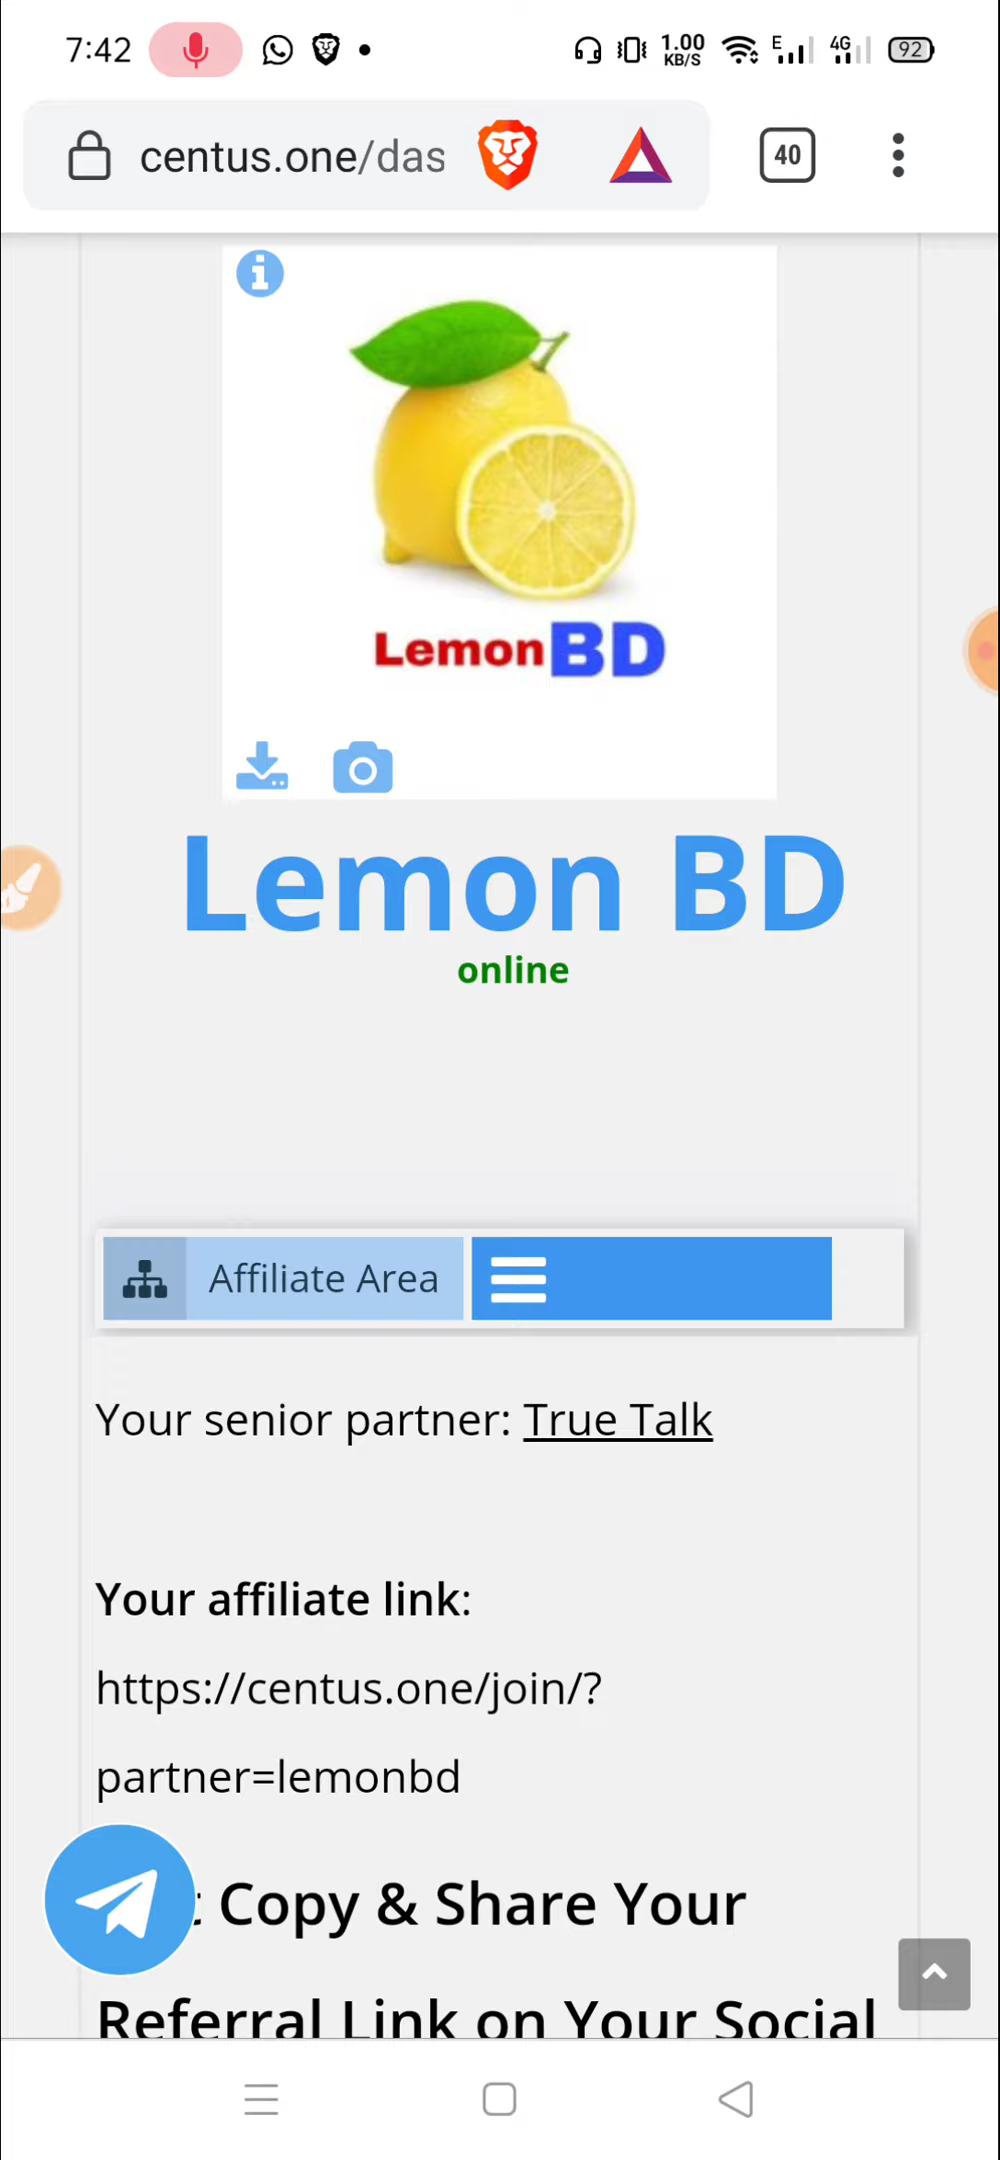 7:42
1.00
KB/S
E
4G
92
centus.one/das
40
Lemon BD
Lemon BD
online
Affiliate Area
Your senior partner: True Talk
Your affiliate link:
https://centus.one/join/?
partner=lemonbd
Copy & Share Your
Referral Link on Your Social